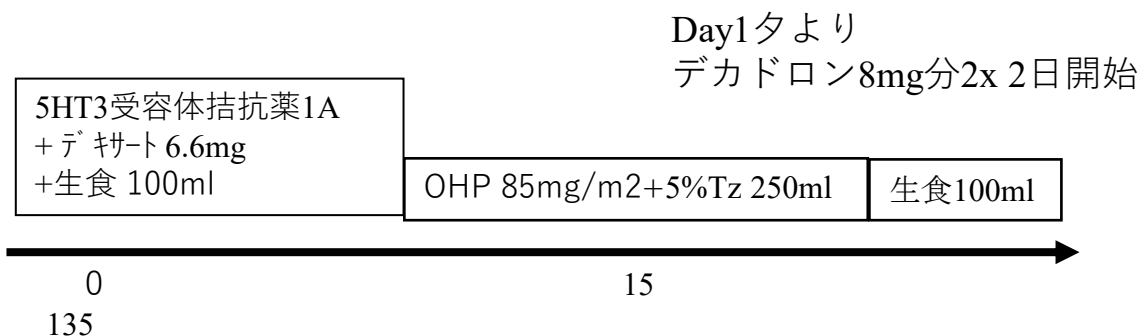 Day1夕より
デカドロン8mg分2x 2日開始
5HT3受容体拮抗薬1A
+ﾃﾞｷｻｰﾄ 6.6mg
+生食 100ml
OHP 85mg/m2+5%Tz 250ml
生食100ml
0 15
135